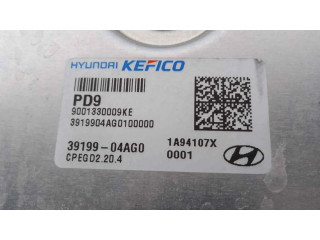 HYUNDAI KEFICO
PD9
9001330009KE
3919904AG0100000
39199-04AG0
1A94107X
CPEGD2.20.4
0001